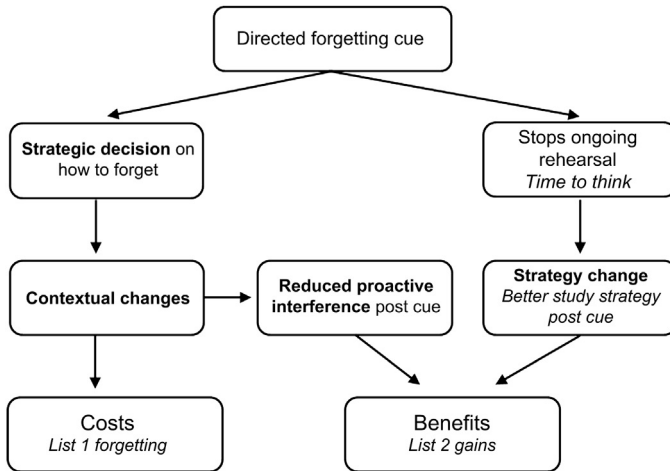 Directed forgetting cue
Strategic decision on
how to forget
Stops ongoing
rehearsal
Time to think
Contextual changes
Reduced proactive
interference post cue
Strategy change
Better study strategy
post cue
Costs
List 1 forgetting
Benefits
List 2 gains